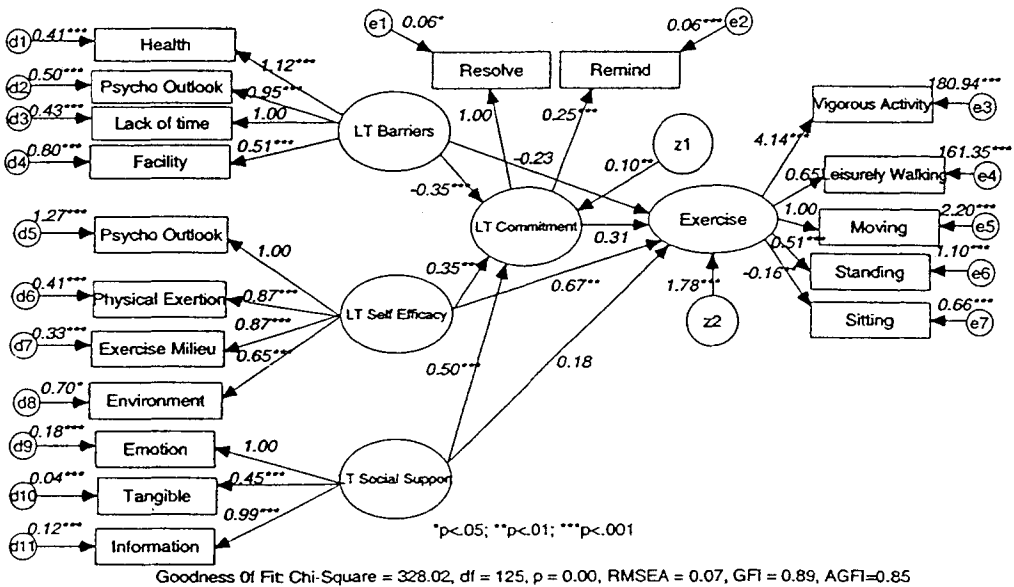 e1
0.06*
0.06***
e2
d1
0.41***
Health
Resolve
Remind
1.12***
d2
0.50***
Psycho Outlook
0.95***
d3
0.43***
Lack of time
1.00
LT Barriers
d4
0.80***
Facility
0.51***
1.00
0.25***
z1
0.10**
-0.23
-0.35***
180.94***
Vigorous Activity
e3
4.14***
161.35***
0.65
Leisurely Walking
e4
LT Commitment
0.31
Exercise
1.00
Moving
2.20***
e5
0.51***
Standing
1.10***
e6
-0.16**
Sitting
0.66***
e7
1.78***
z2
d5
1.27***
Psycho Outlook
1.00
d6
0.41***
Physical Exertion
0.87***
LT Self Efficacy
0.35***
0.67**
d7
0.33***
Exercise Milieu
0.87***
d8
0.70*
Environment
0.65***
0.50***
0.18
d9
0.18***
Emotion
1.00
d10
0.04***
Tangible
0.45***
LT Social Support
d11
0.12***
Information
0.99***
*p<.05; **p<.01; ***p<.001
Goodness Of Fit: Chi-Square = 328.02, df = 125, p = 0.00, RMSEA = 0.07, GFI = 0.89, AGFI=0.85